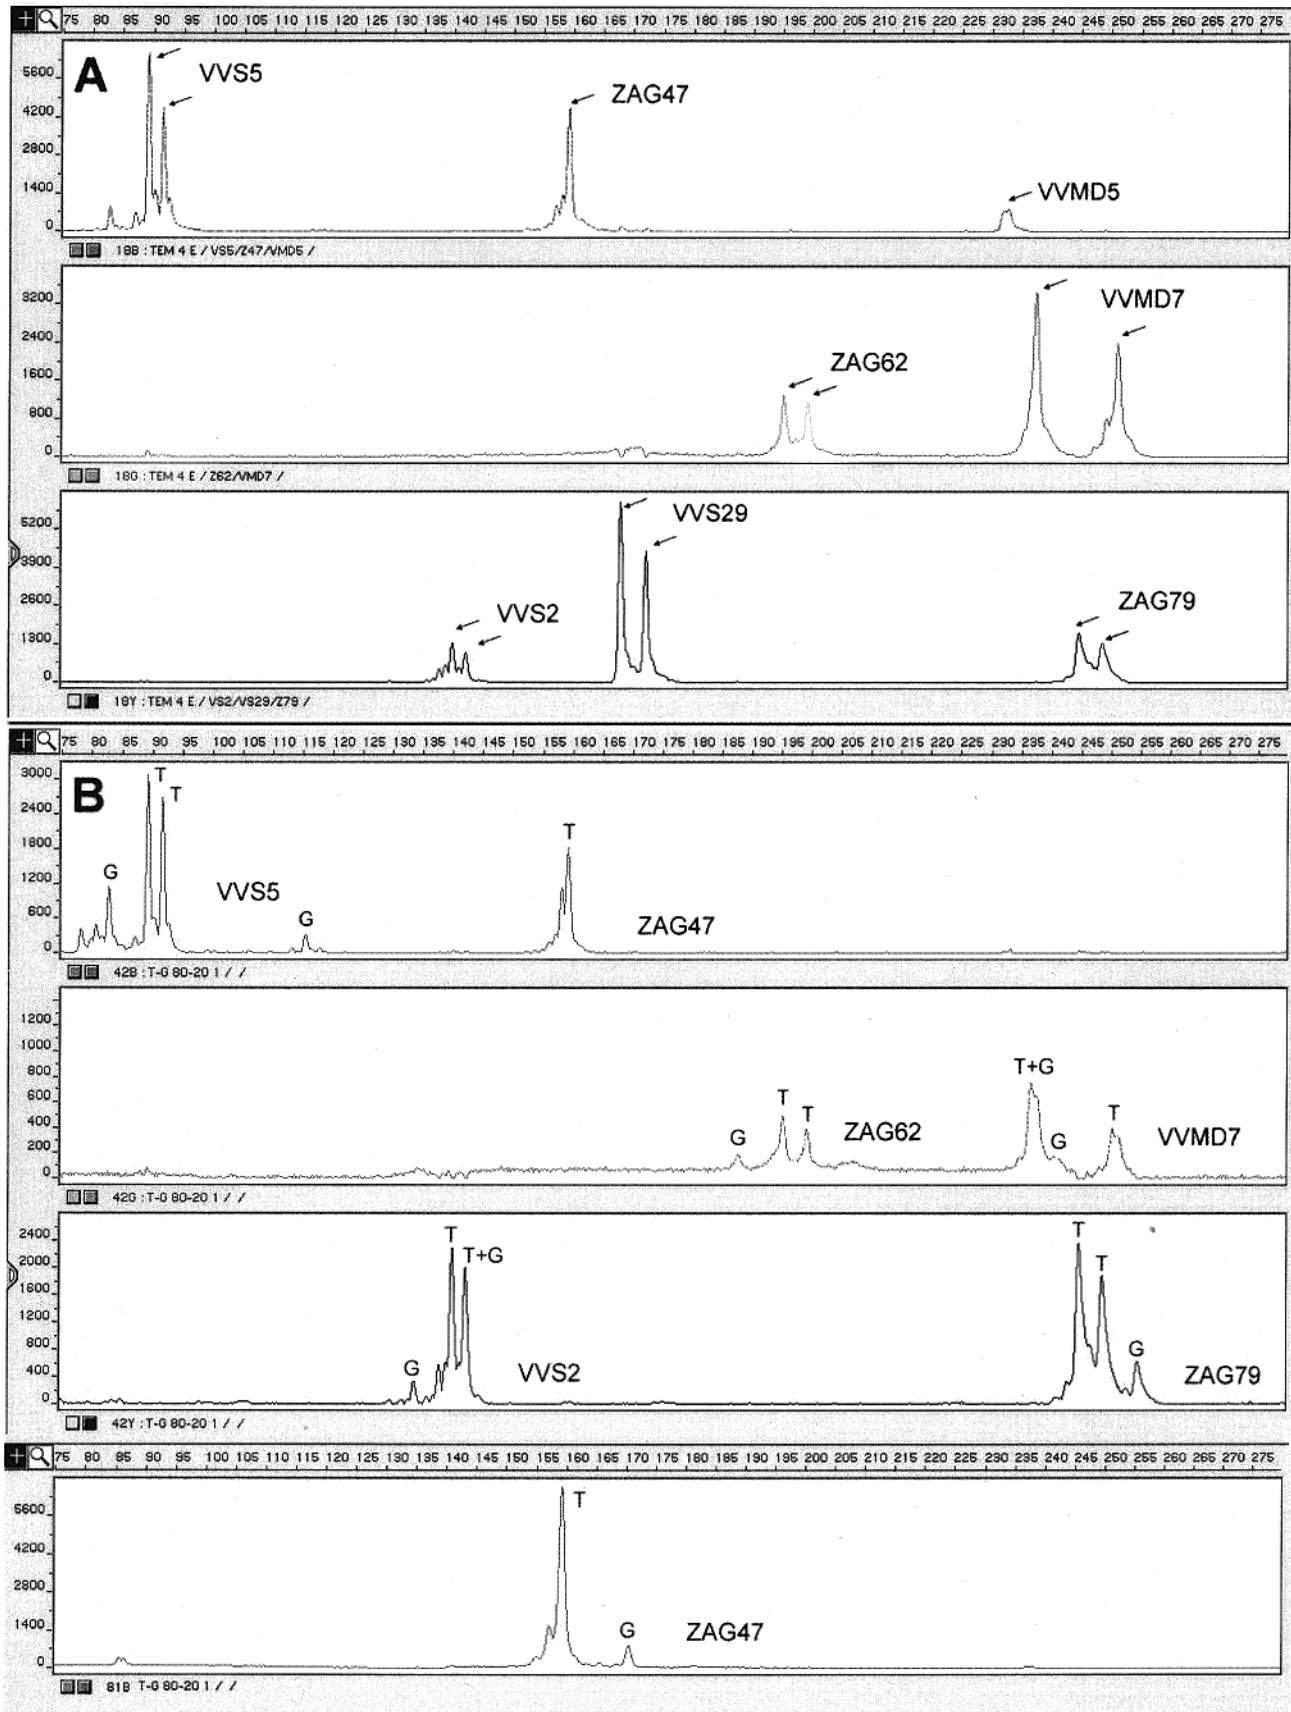 75 80 85 90 95 100 105 110 115 120 125 130 135 140 145 150 155 160 165 170 175 180 185 190 195 200 205 210 215 220 225 230 235 240 245 250 255 260 265 270 275
A
VVS5
ZAG47
VVMD5
5600
4200
2800
1400
0
18B : TEM 4 E / VS5/Z47/VMD5 /
3200
2400
1600
800
0
ZAG62
VVMD7
18G : TEM 4 E / Z62/VMD7 /
5200
3900
2600
1300
0
VVS2
VVS29
ZAG79
18Y : TEM 4 E / VS2/VS29/Z79 /
75 80 85 90 95 100 105 110 115 120 125 130 135 140 145 150 155 160 165 170 175 180 185 190 195 200 205 210 215 220 225 230 235 240 245 250 255 260 265 270 275
B
3000
2400
1800
1200
600
0
G
T
T
VVS5
G
T
ZAG47
42B : T-G 80-20 1 / /
1200
1000
800
600
400
200
0
G
T
T
ZAG62
T+G
G
T
VVMD7
42G : T-G 80-20 1 / /
2400
2000
1600
1200
800
400
0
G
T
T+G
VVS2
T
T
G
ZAG79
42Y : T-G 80-20 1 / /
75 80 85 90 95 100 105 110 115 120 125 130 135 140 145 150 155 160 165 170 175 180 185 190 195 200 205 210 215 220 225 230 235 240 245 250 255 260 265 270 275
5600
4200
2800
1400
0
T
G
ZAG47
81B T-G 80-20 1 / /